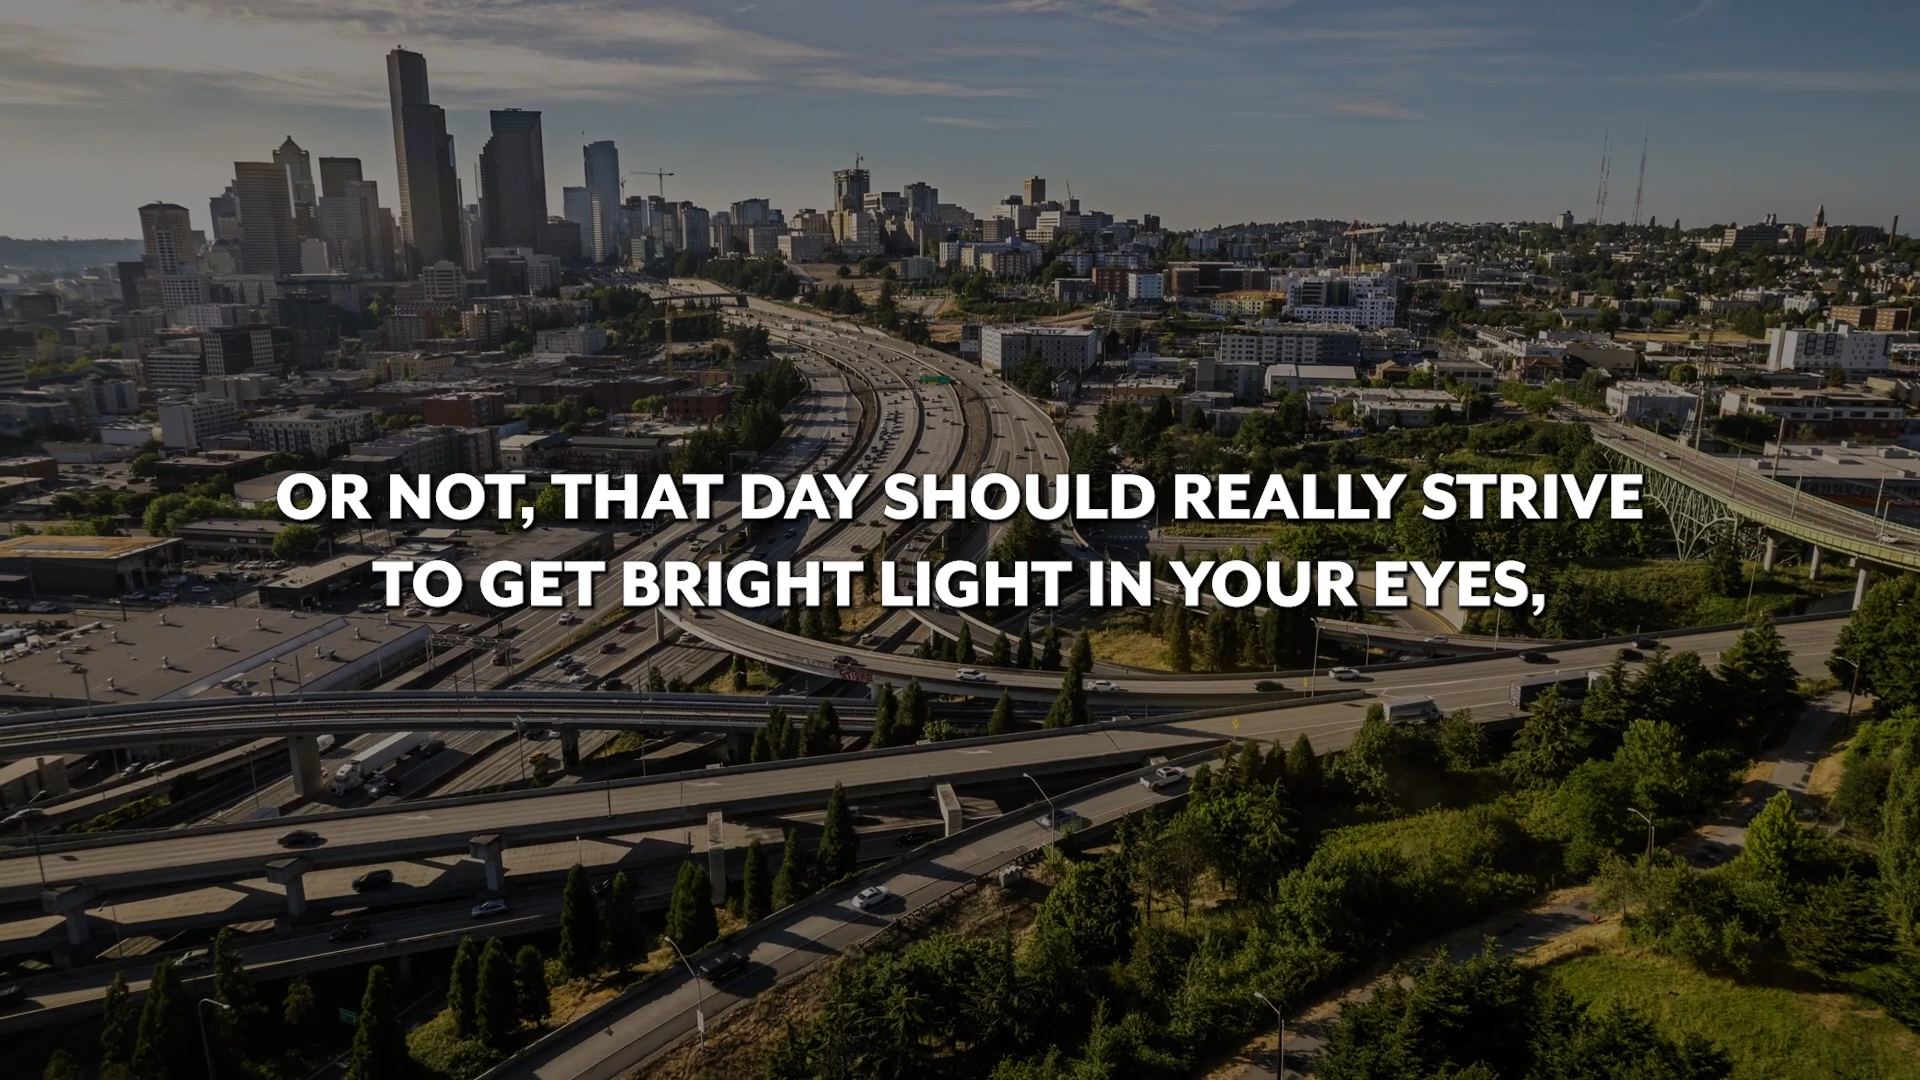 OR NOT, THAT DAY SHOULD REALLY STRIVE
TO GET BRIGHT LIGHT IN YOUR EYES,